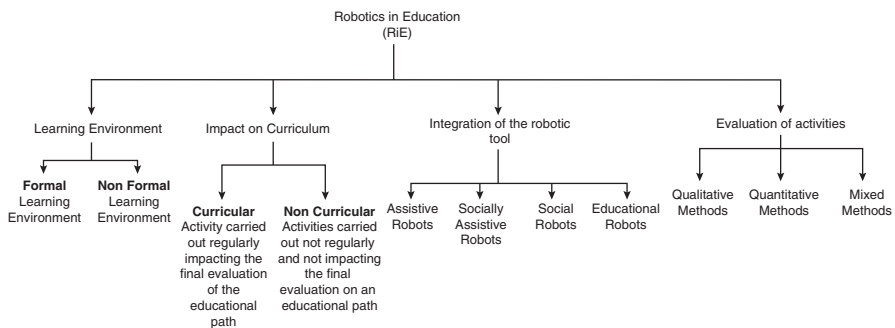 Robotics in Education
(RiE)
Learning Environment
Impact on Curriculum
Integration of the robotic
tool
Evaluation of activities
Formal
Learning
Environment
Non Formal
Learning
Environment
Curricular
Activity carried
out regularly
impacting the
final evaluation
of the
educational
path
Non Curricular
Activities carried
out not regularly
and not impacting
the final
evaluation on an
educational path
Assistive
Robots
Socially
Assistive
Robots
Social
Robots
Educational
Robots
Qualitative
Methods
Quantitative
Methods
Mixed
Methods